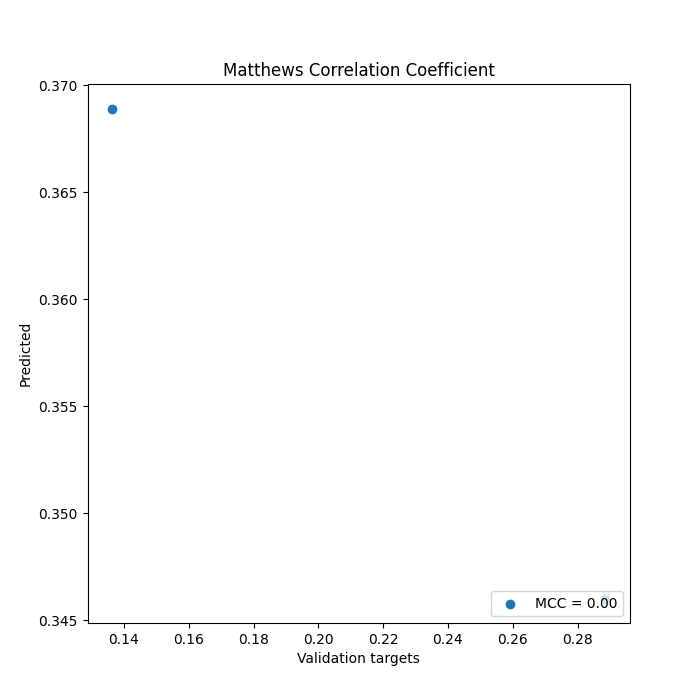 Matthews Correlation Coefficient
0.370
0.365
0.360
0.355
0.350
0.345
Predicted
MCC = 0.00
0.14 0.16 0.18 0.20 0.22 0.24 0.26 0.28
Validation targets